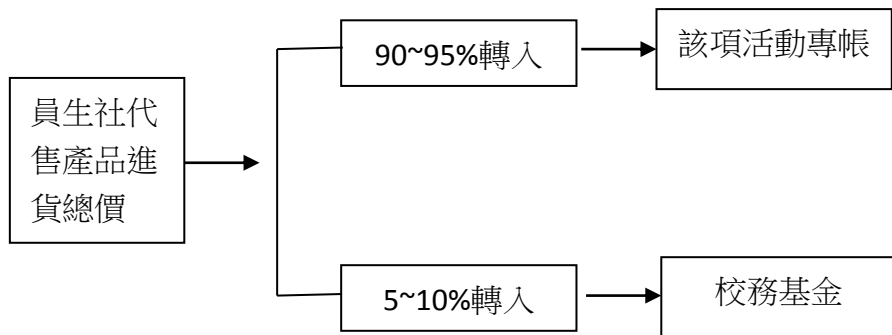 員生社代
售產品進
貨總價
90~95%轉入
該項活動專帳
5~10%轉入
校務基金